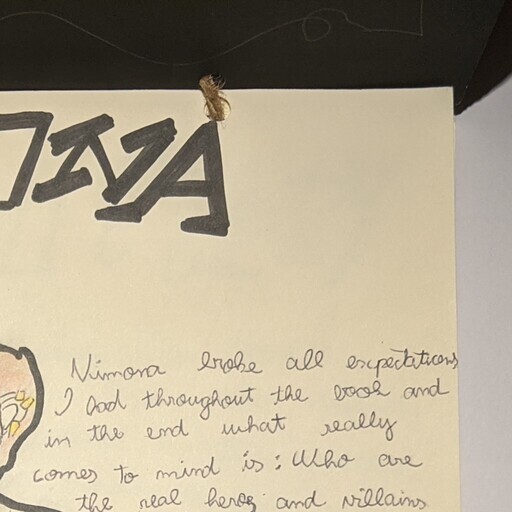 Nimona broke all expectations
I had throughout the book and
in the end what really
comes to mind is: Who are
the real heros and villains